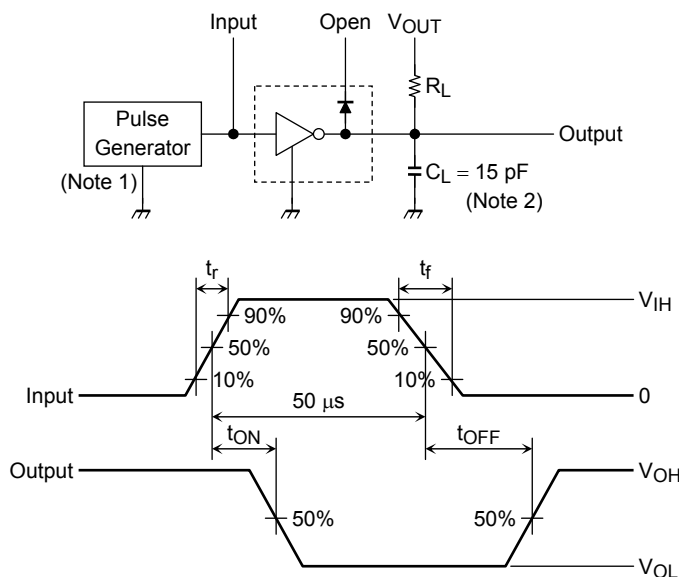 Input
Open
VOUT
RL
Pulse
Generator
(Note 1)
Output
CL = 15 pF
(Note 2)
tr
tf
VIH
90%
90%
50%
50%
10%
10%
Input
0
50 μs
tON
tOFF
Output
VOH
50%
50%
VOL